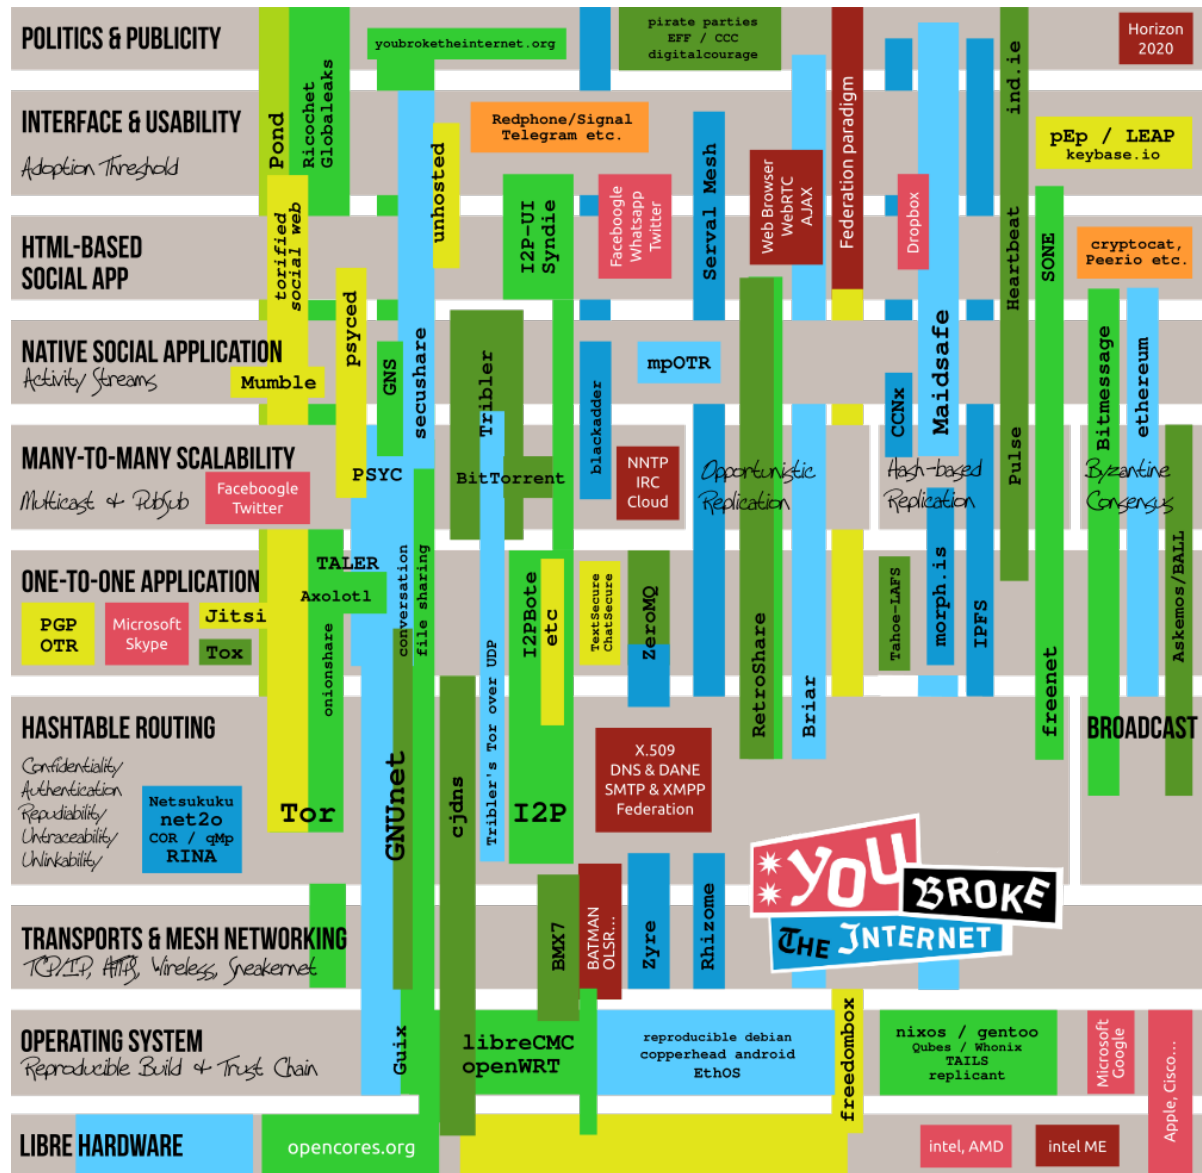 POLITICS & PUBLICITY
youbroketheinternet.org
pirate parties
EFF / CCC
digitalcourage
ind.ie
Horizon
2020
INTERFACE & USABILITY
Adoption Threshold
Pond
Ricochet
Globaleaks
unhosted
Redphone/Signal
Telegram etc.
Serval Mesh
Web Browser
WebRTC
AJAX
Federation paradigm
Dropbox
pEp / LEAP
keybase.io
HTML-BASED
SOCIAL APP
torified
social web
I2P-UI
Syndie
Faceboogle
Whatsapp
Twitter
Heartbeat
SONE
cryptocat,
Peerio etc.
NATIVE SOCIAL APPLICATION
Activity Streams
Mumble
psyced
GNS
secushare
Tribler
blackadder
mpOTR
CCNx
Maidsafe
Bitmessage
ethereum
MANY-TO-MANY SCALABILITY
Multicast & PubSub
Faceboogle
Twitter
PSYC
BitTorrent
NNTP
IRC
Cloud
Opportunistic
Replication
Hash-based
Replication
Pulse
Byzantine
Consensus
ONE-TO-ONE APPLICATION
PGP
OTR
Microsoft
Skype
Jitsi
Tox
TALER
Axolotl
onionshare
conversation
file sharing
Tribler's Tor over UDP
I2PBote
etc
TextSecure
ChatSecure
ZeroMQ
RetroShare
Briar
Tahoe-LAFS
morph.is
IPFS
freenet
Askemos/BALL
HASHTABLE ROUTING
Confidentiality
Authentication
Repudiability
Untraceability
Unlinkability
Netsukuku
net2o
COR / qMp
RINA
Tor
GNUnet
cjdns
I2P
X.509
DNS & DANE
SMTP & XMPP
Federation
BROADCAST
YOU
BROKE
THE INTERNET
TRANSPORTS & MESH NETWORKING
TCP/IP, HTTPS, Wireless, Sneakernet
BMX7
BATMAN
OLSR...
Zyre
Rhizome
OPERATING SYSTEM
Reproducible Build & Trust Chain
Guix
libreCMC
openWRT
reproducible debian
copperhead android
EthOS
freedombox
nixos / gentoo
Qubes / Whonix
TAILS
replicant
Microsoft
Google
Apple, Cisco...
LIBRE HARDWARE
opencores.org
intel, AMD
intel ME